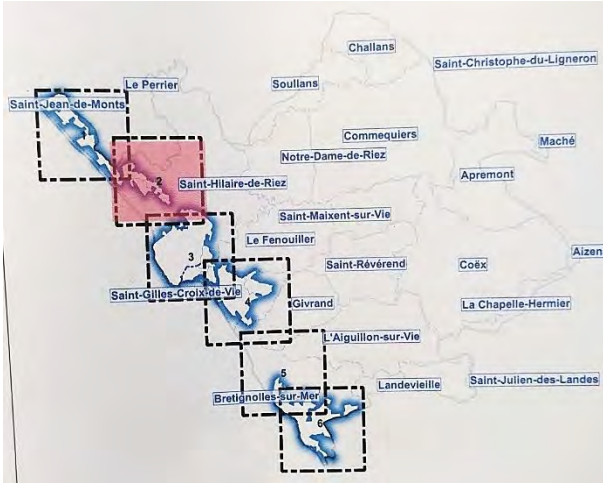 Challans
Saint-Christophe-du-Ligneron
Le Perrier
Soullans
Saint-Jean-de-Monts
Commequiers
Maché
Notre-Dame-de-Riez
2
Saint-Hilaire-de-Riez
Apremont
Saint-Maixent-sur-Vie
Le Fenouiller
Aizen
3
Saint-Révérend
Coëx
Saint-Gilles-Croix-de-Vie
4
Givrand
La Chapelle-Hermier
L'Aiguillon-sur-Vie
5
Landevieille
Saint-Julien-des-Landes
Bretignolles-sur-Mer
6